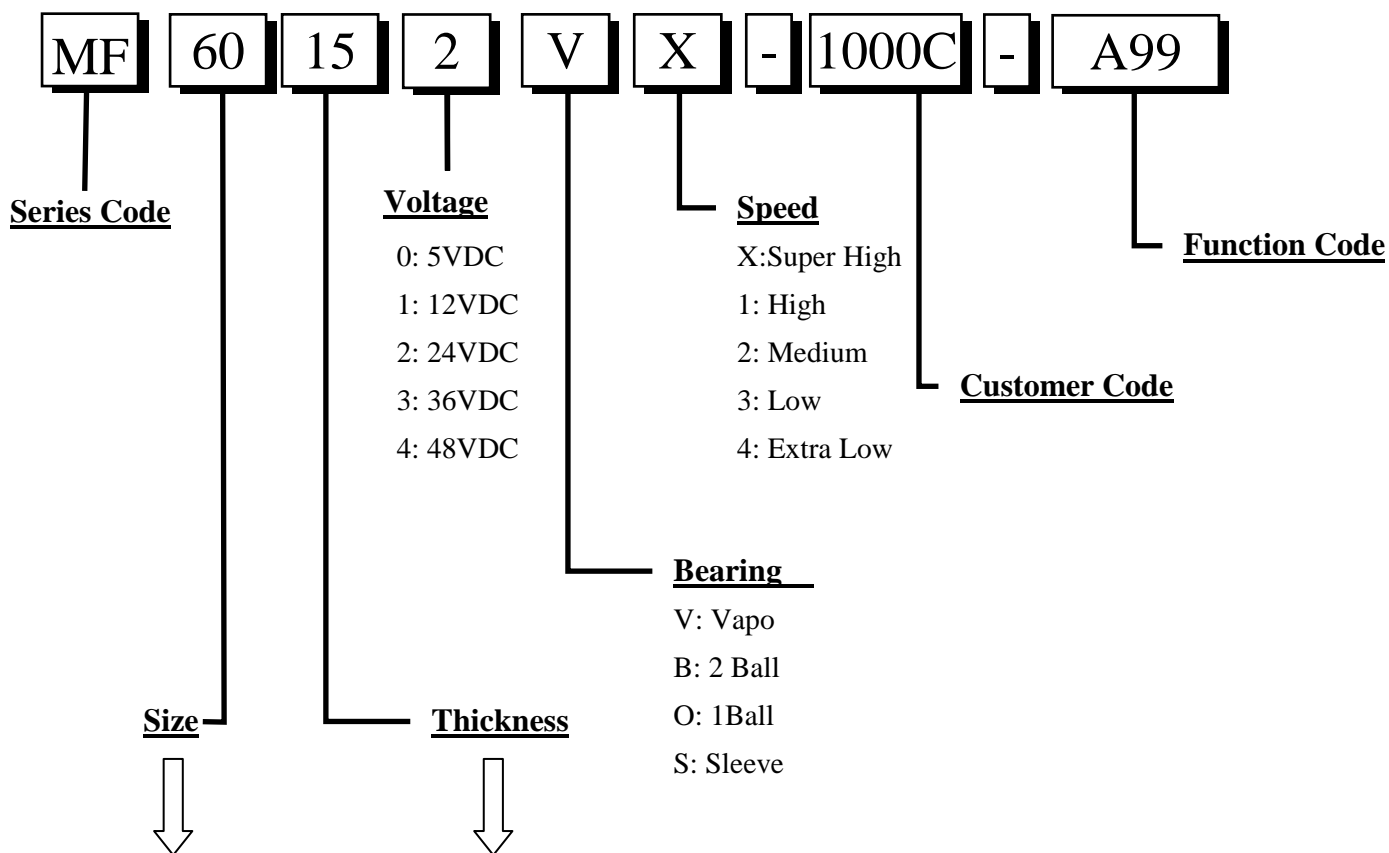 MF 60 15 2 V X - 1000C - A99
Series Code
Voltage
0: 5VDC
1: 12VDC
2: 24VDC
3: 36VDC
4: 48VDC
Speed
X:Super High
1: High
2: Medium
3: Low
4: Extra Low
Function Code
Customer Code
Bearing
V: Vapo
B: 2 Ball
O: 1Ball
S: Sleeve
Size
Thickness